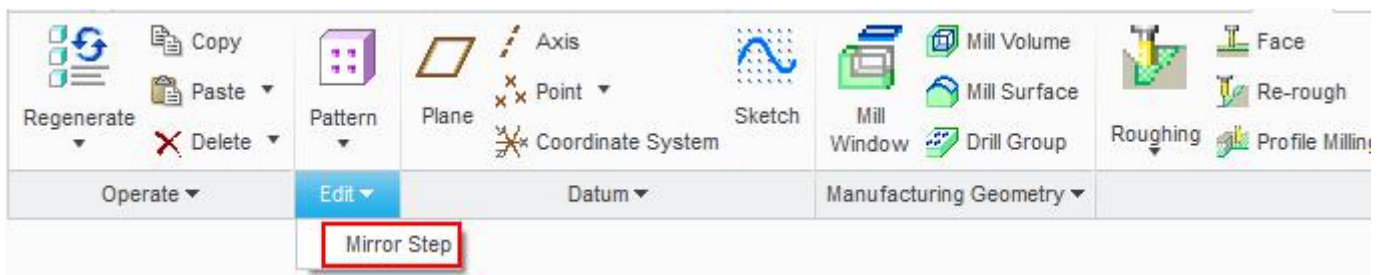 Regenerate
Copy
Paste
Delete
Operate
Pattern
Edit
Mirror Step
Plane
Axis
Point
Coordinate System
Sketch
Datum
Mill
Window
Mill Volume
Mill Surface
Drill Group
Manufacturing Geometry
Roughing
Face
Re-rough
Profile Milling